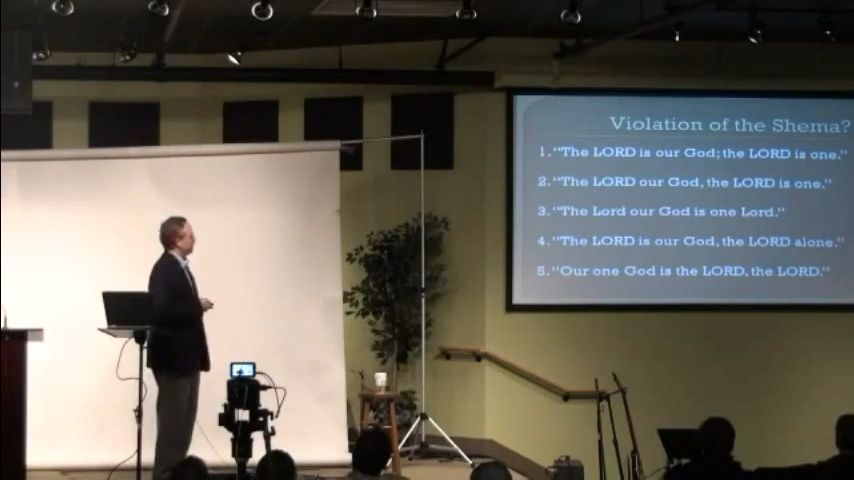 Violation of the Shema?
1. "The LORD is our God; the LORD is one."
2. "The LORD our God, the LORD is one."
3. "The Lord our God is one Lord."
4. "The LORD is our God, the LORD alone."
5. "Our one God is the LORD, the LORD."